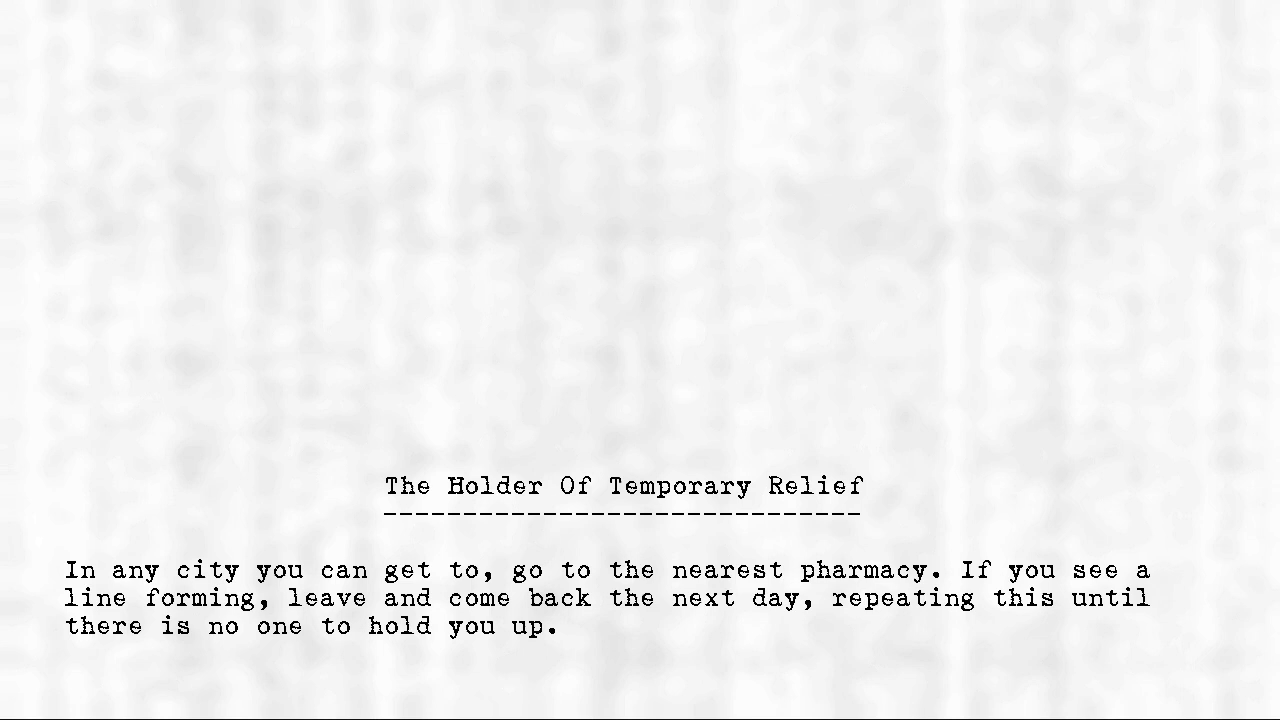 The Holder Of Temporary Relief
------------------------------
In any city you can get to, go to the nearest pharmacy. If you see a
line forming, leave and come back the next day, repeating this until
there is no one to hold you up.